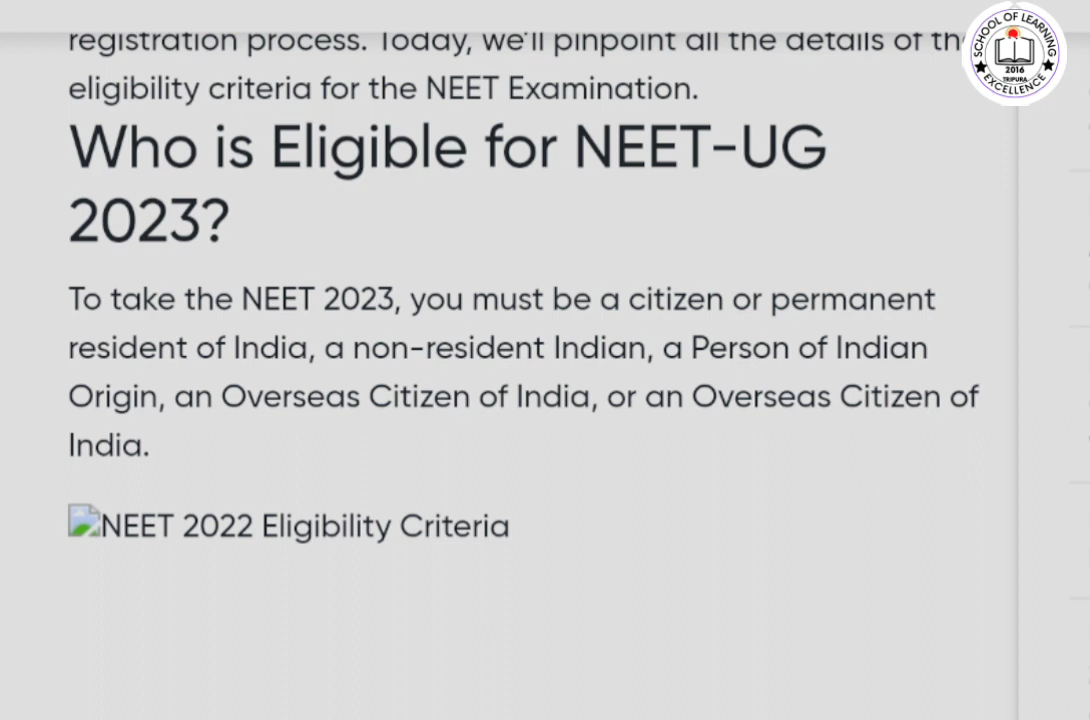 registration process. Today, we'll pinpoint all the details of the
eligibility criteria for the NEET Examination.
Who is Eligible for NEET-UG
2023?
To take the NEET 2023, you must be a citizen or permanent
resident of India, a non-resident Indian, a Person of Indian
Origin, an Overseas Citizen of India, or an Overseas Citizen of
India.
NEET 2022 Eligibility Criteria
SCHOOL OF LEARNING
2016
TRIPURA
EXCELLENCE